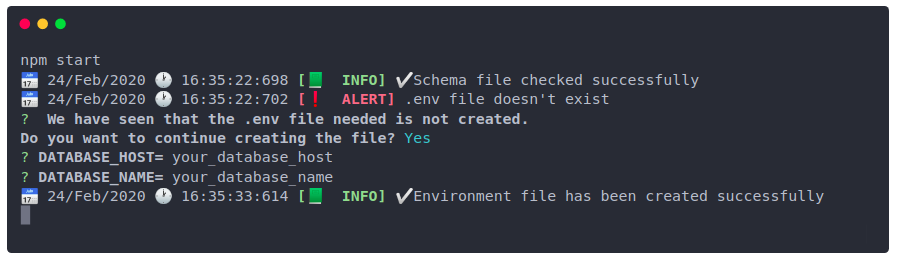 npm start
📅 24/Feb/2020 🕐 16:35:22:698 [📗 INFO] ✔Schema file checked successfully
📅 24/Feb/2020 🕐 16:35:22:702 [❗ ALERT] .env file doesn't exist
? We have seen that the .env file needed is not created.
Do you want to continue creating the file? Yes
? DATABASE_HOST= your_database_host
? DATABASE_NAME= your_database_name
📅 24/Feb/2020 🕐 16:35:33:614 [📗 INFO] ✔Environment file has been created successfully